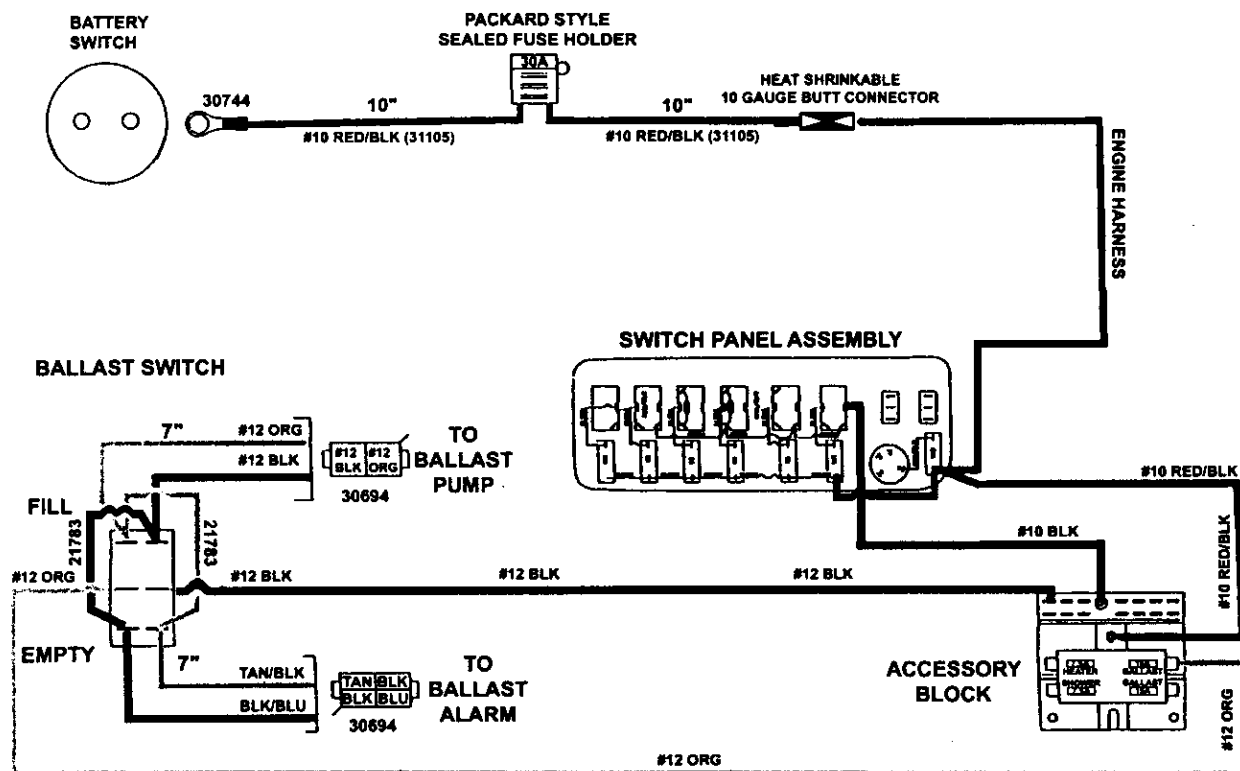 BATTERY
SWITCH
PACKARD STYLE
SEALED FUSE HOLDER
30A
HEAT SHRINKABLE
10 GAUGE BUTT CONNECTOR
30744
10"
10"
#10 RED/BLK (31105)
#10 RED/BLK (31105)
ENGINE HARNESS
SWITCH PANEL ASSEMBLY
BALLAST SWITCH
7"
#12 ORG
#12 BLK
#12 #12
BLK ORG
30694
TO
BALLAST
PUMP
FILL
21783
21783
#12 ORG
#12 BLK
#12 BLK
#12 BLK
#10 BLK
#10 RED/BLK
#10 RED/BLK
EMPTY
7"
TAN/BLK
BLK/BLU
TAN BLK
BLK BLU
30694
TO
BALLAST
ALARM
ACCESSORY
BLOCK
HEATER BALLAST
SHOWER BALLAST
#12 ORG
#12 ORG